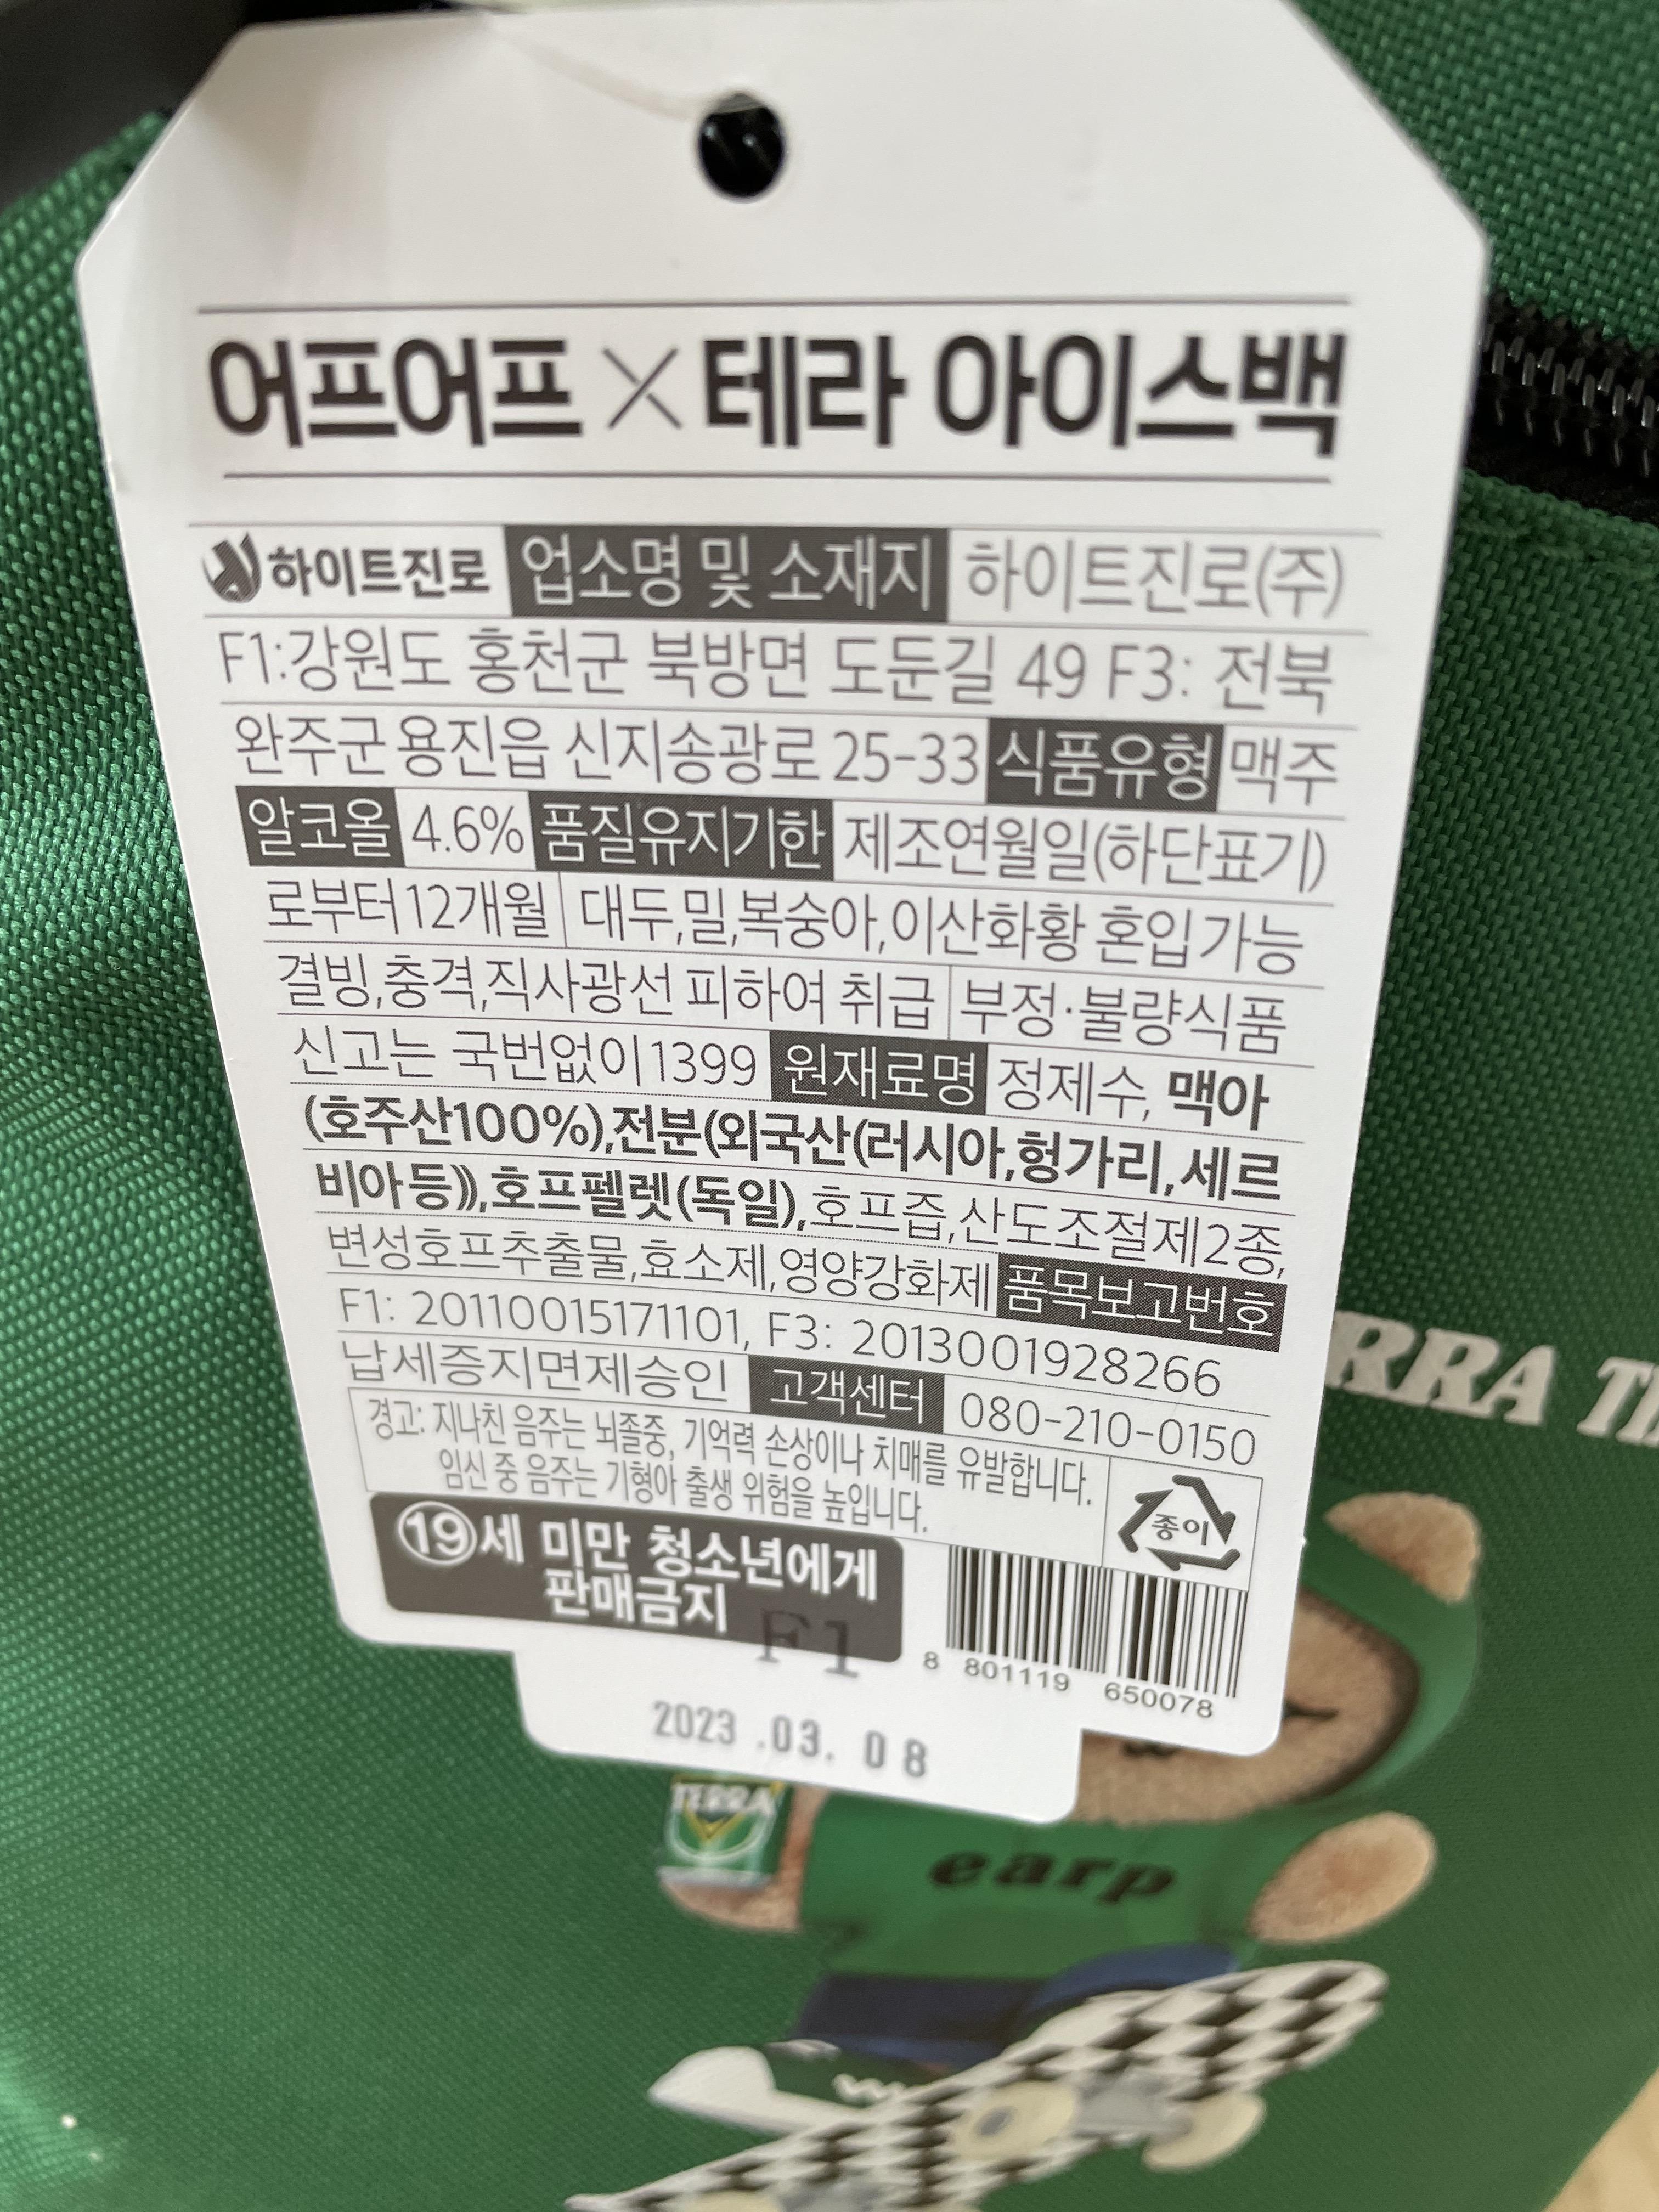 어프어프×테라 아이스백
하이트진로 업소명 및 소재지 하이트진로(주)
F1:강원도 홍천군 북방면 도둔길 49 F3: 전북
완주군 용진읍 신지송광로 25-33 식품유형 맥주
알코올 4.6% 품질유지기한 제조연월일(하단표기)
로부터 12개월 대두,밀,복숭아,이산화황 혼입가능
결빙,충격,직사광선 피하여 취급 부정·불량식품
신고는 국번없이 1399 원재료명 정제수, 맥아
(호주산100%),전분(외국산(러시아,헝가리,세르
비아등)),호프펠렛(독일),호프즙,산도조절제2종,
변성호프추출물,효소제,영양강화제 품목보고번호
F1: 20110015171101, F3: 2013001928266
납세증지면제승인 고객센터 080-210-0150
경고: 지나친 음주는 뇌졸중, 기억력 손상이나 치매를 유발합니다.
임신 중 음주는 기형아 출생 위험을 높입니다.
종이
19세 미만 청소년에게
판매금지
F1
8 801119 650078
2023.03.08
RRA
TERRA
earp